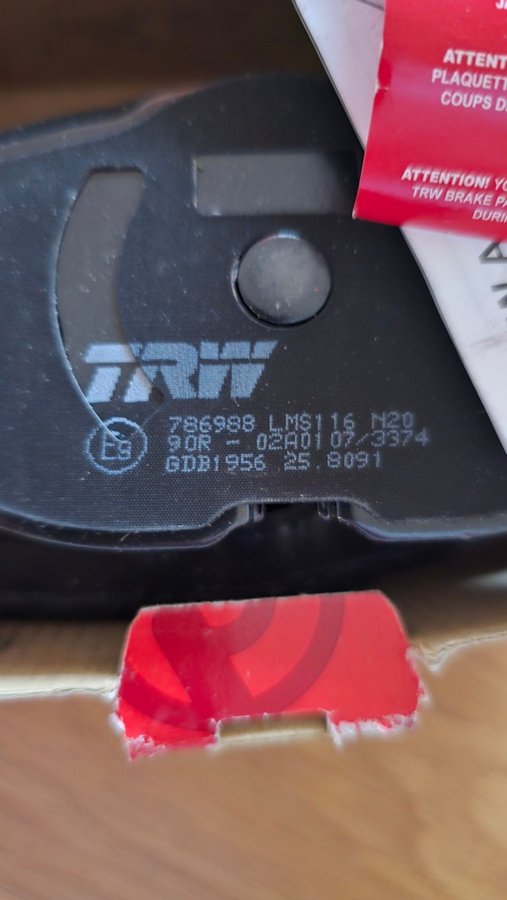 ATTENT
PLAQUETT
COUPS D
ATTENTION! YO
TRW BRAKE PA
DURI
TRW
E9
786988 LMS116 N20
90R - 02A0107/3374
GDB1956 25.8091